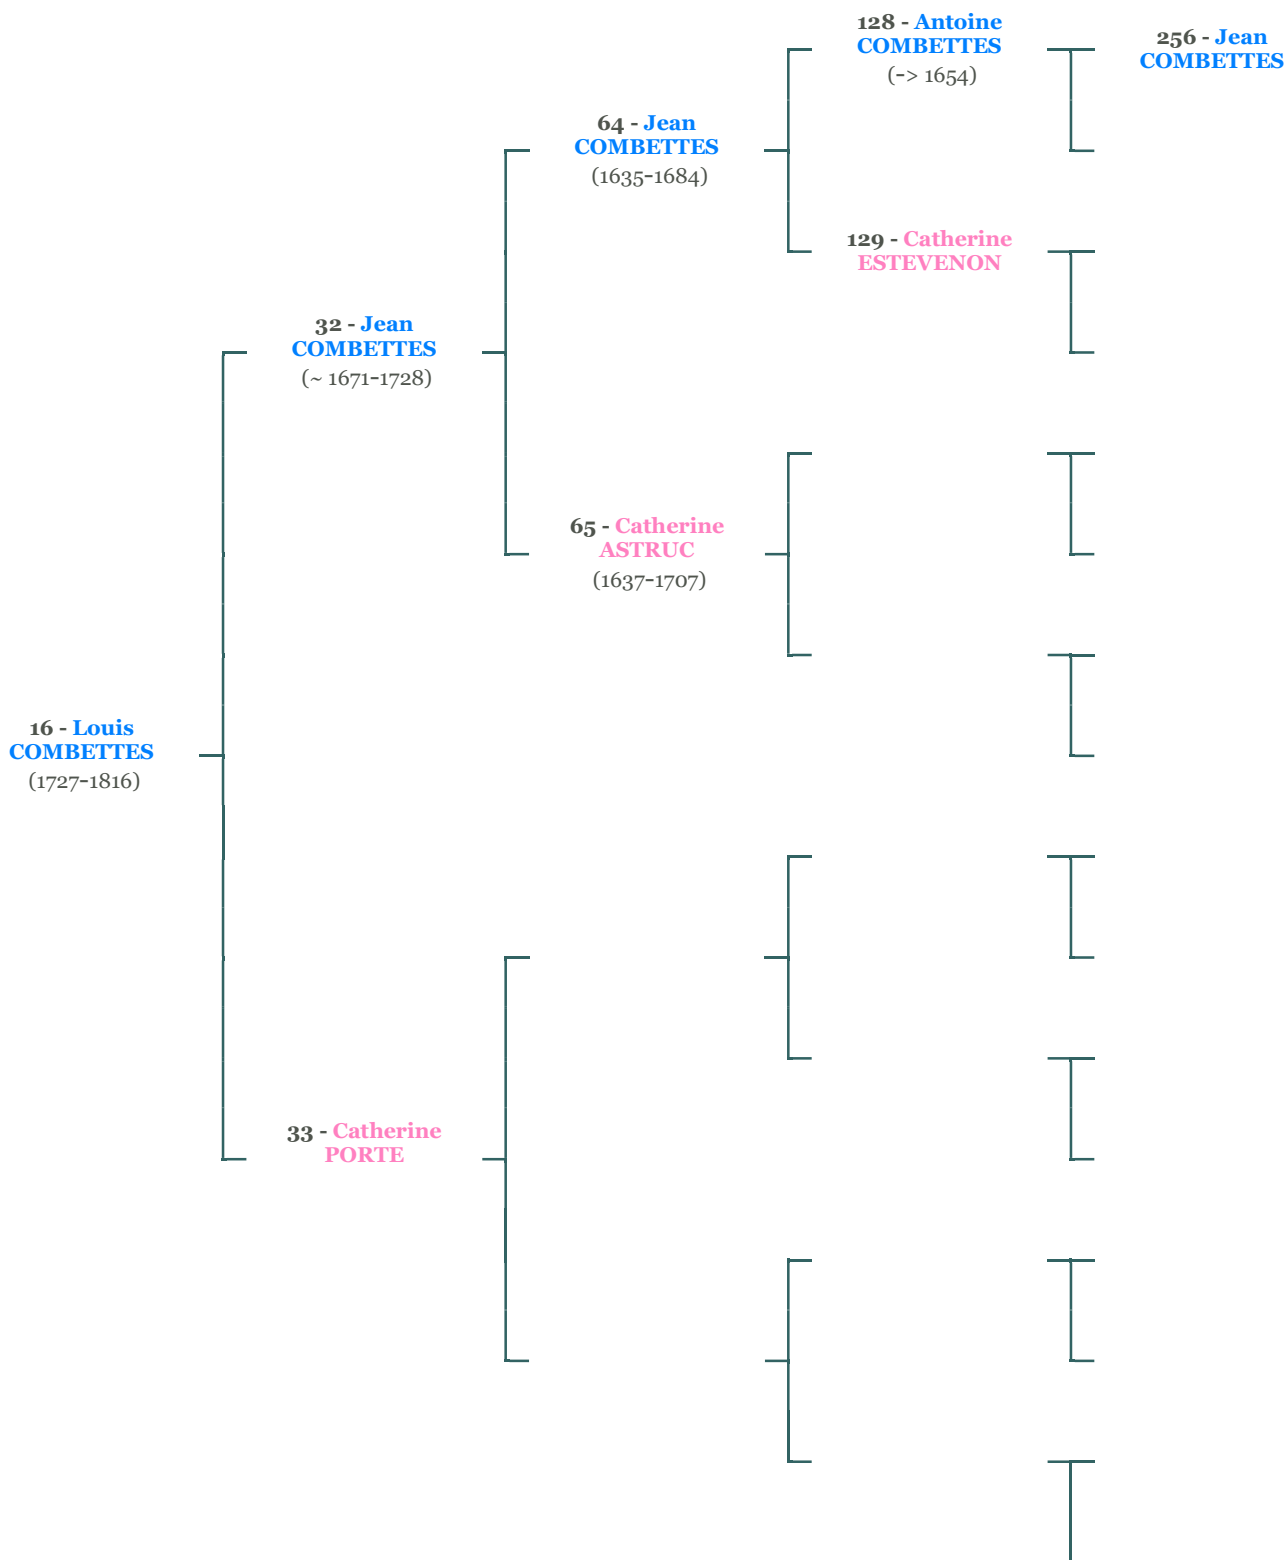 128 - Antoine
COMBETTES
(-> 1654)
256 - Jean
COMBETTES
64 - Jean
COMBETTES
(1635-1684)
129 - Catherine
ESTEVENON
32 - Jean
COMBETTES
(~ 1671-1728)
65 - Catherine
ASTRUC
(1637-1707)
16 - Louis
COMBETTES
(1727-1816)
33 - Catherine
PORTE